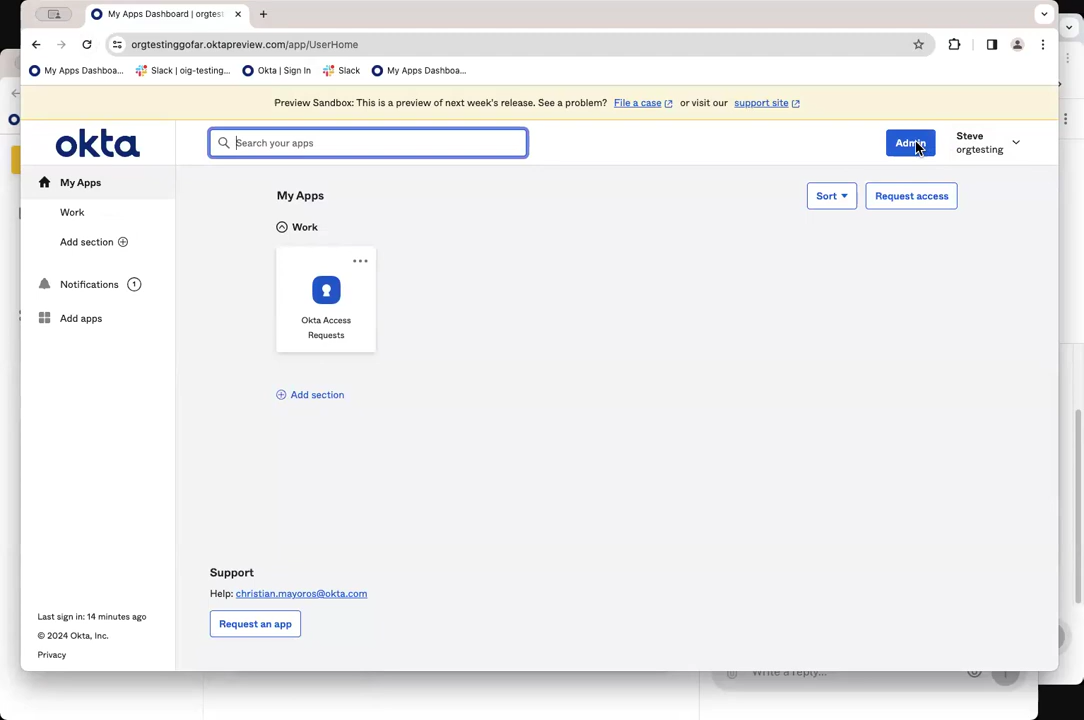 My Apps Dashboard | orgtest
orgtestinggofar.oktapreview.com/app/UserHome
My Apps Dashboa...
Slack | oig-testing...
Okta | Sign In
Slack
My Apps Dashboa...
Preview Sandbox: This is a preview of next week's release. See a problem? File a case or visit our support site
okta
Search your apps
Admin
Steve
orgtesting
My Apps
Work
Add section
Notifications 1
Add apps
My Apps
Sort
Request access
Work
Okta Access
Requests
Add section
Support
Help: christian.mayoros@okta.com
Request an app
Last sign in: 14 minutes ago
© 2024 Okta, Inc.
Privacy
Write a reply...